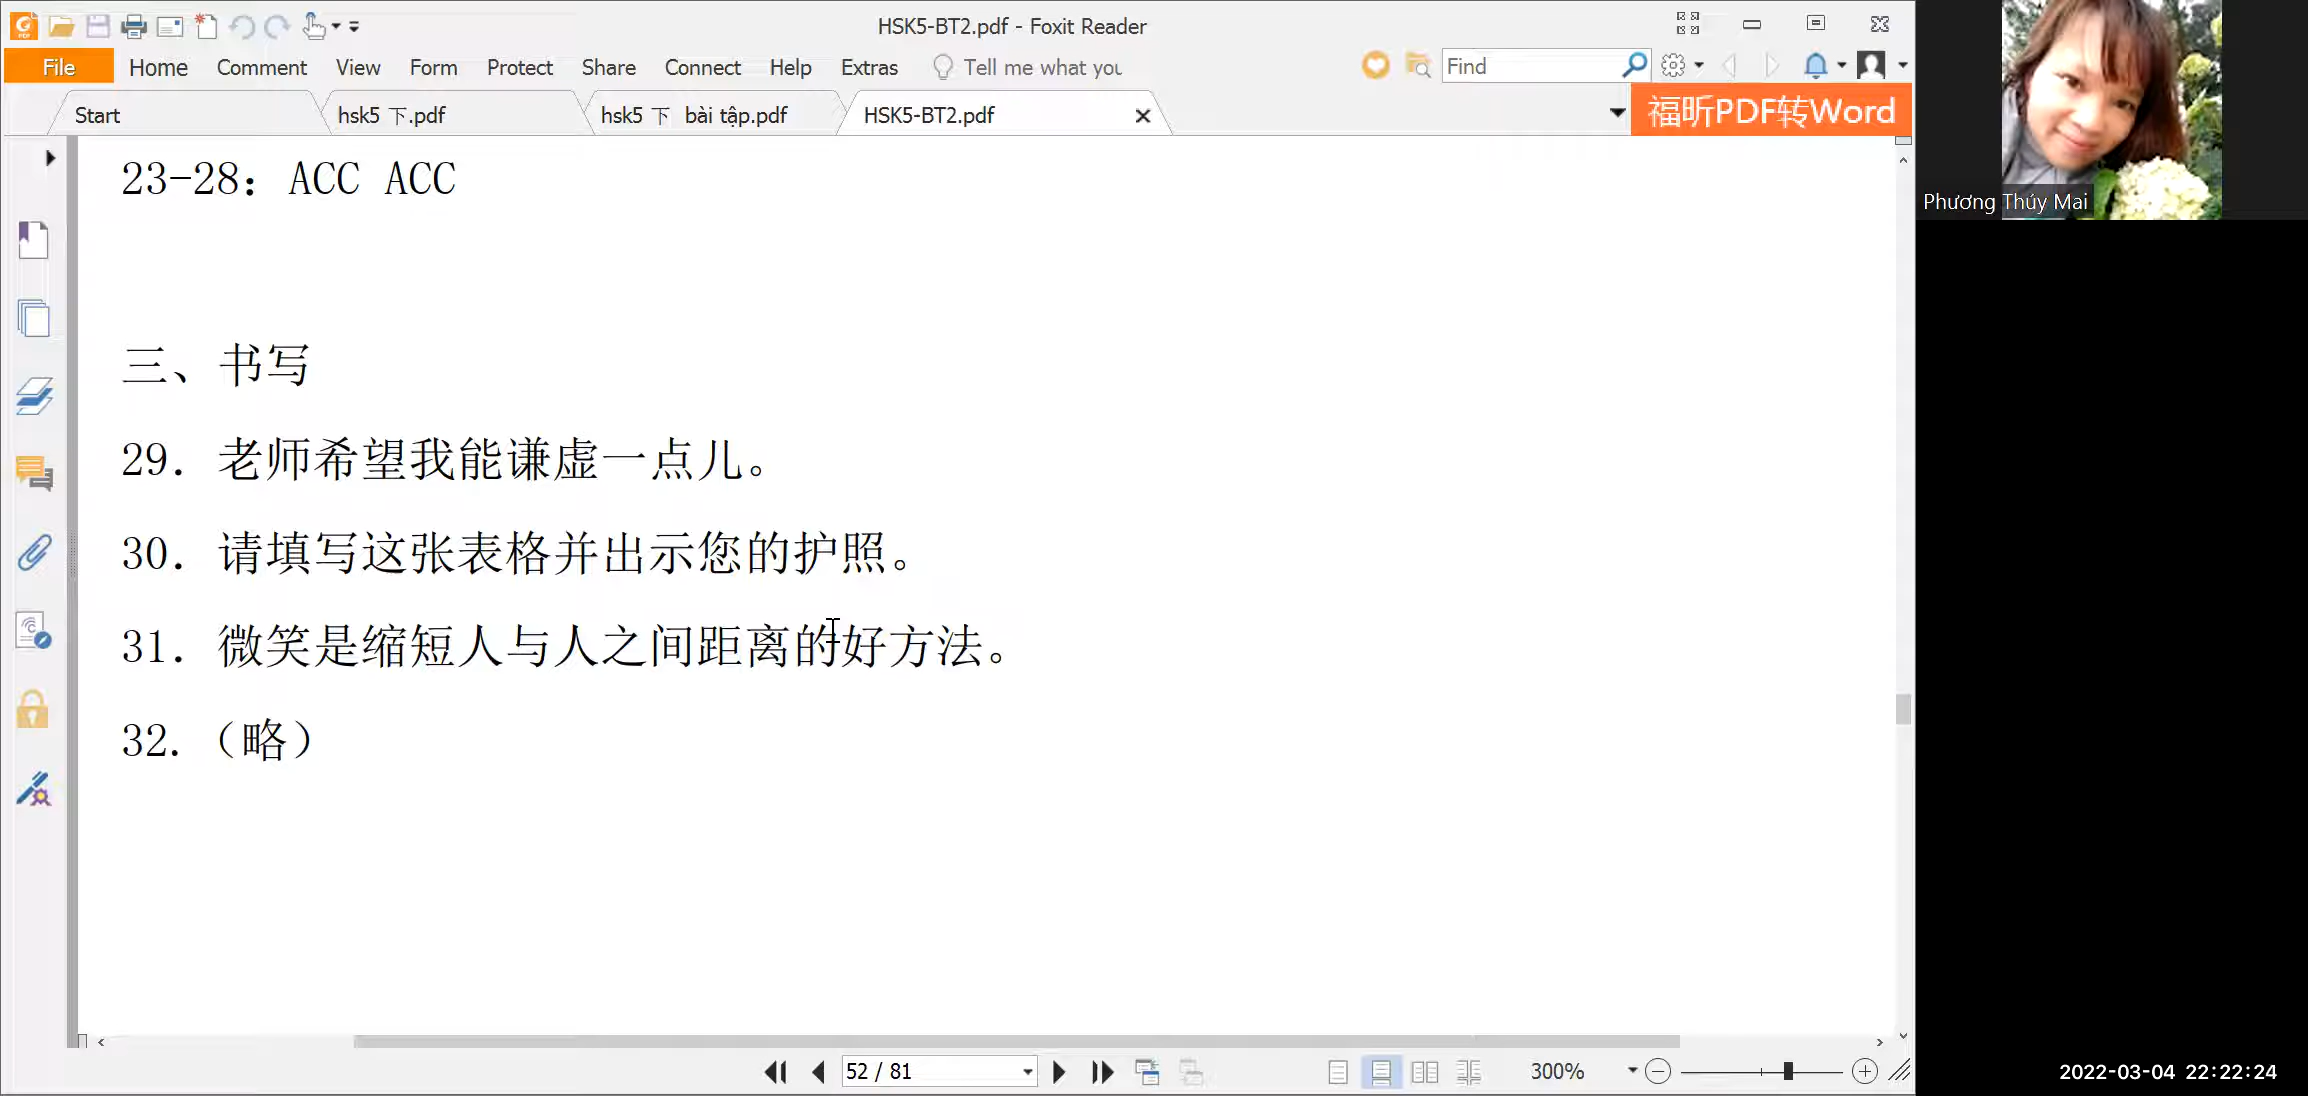 HSK5-BT2.pdf - Foxit Reader
File Home Comment View Form Protect Share Connect Help Extras Tell me what you Find
Start hsk5 下.pdf hsk5 下 bài tập.pdf HSK5-BT2.pdf 福昕PDF转Word
23-28：ACC ACC
三、书写
29．老师希望我能谦虚一点儿。
30．请填写这张表格并出示您的护照。
31．微笑是缩短人与人之间距离的好方法。
32.（略）
52 / 81 300%
Phương Thúy Mai
2022-03-04 22:22:24